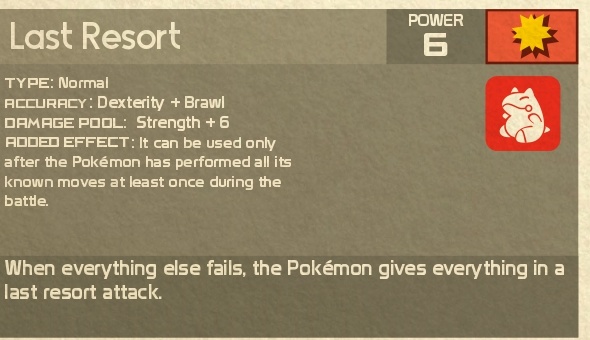 Last Resort
POWER
6
TYPE: Normal
ACCURACY: Dexterity + Brawl
DAMAGE POOL: Strength + 6
ADDED EFFECT: It can be used only
after the Pokémon has performed all its
known moves at least once during the
battle.
When everything else fails, the Pokémon gives everything in a
last resort attack.